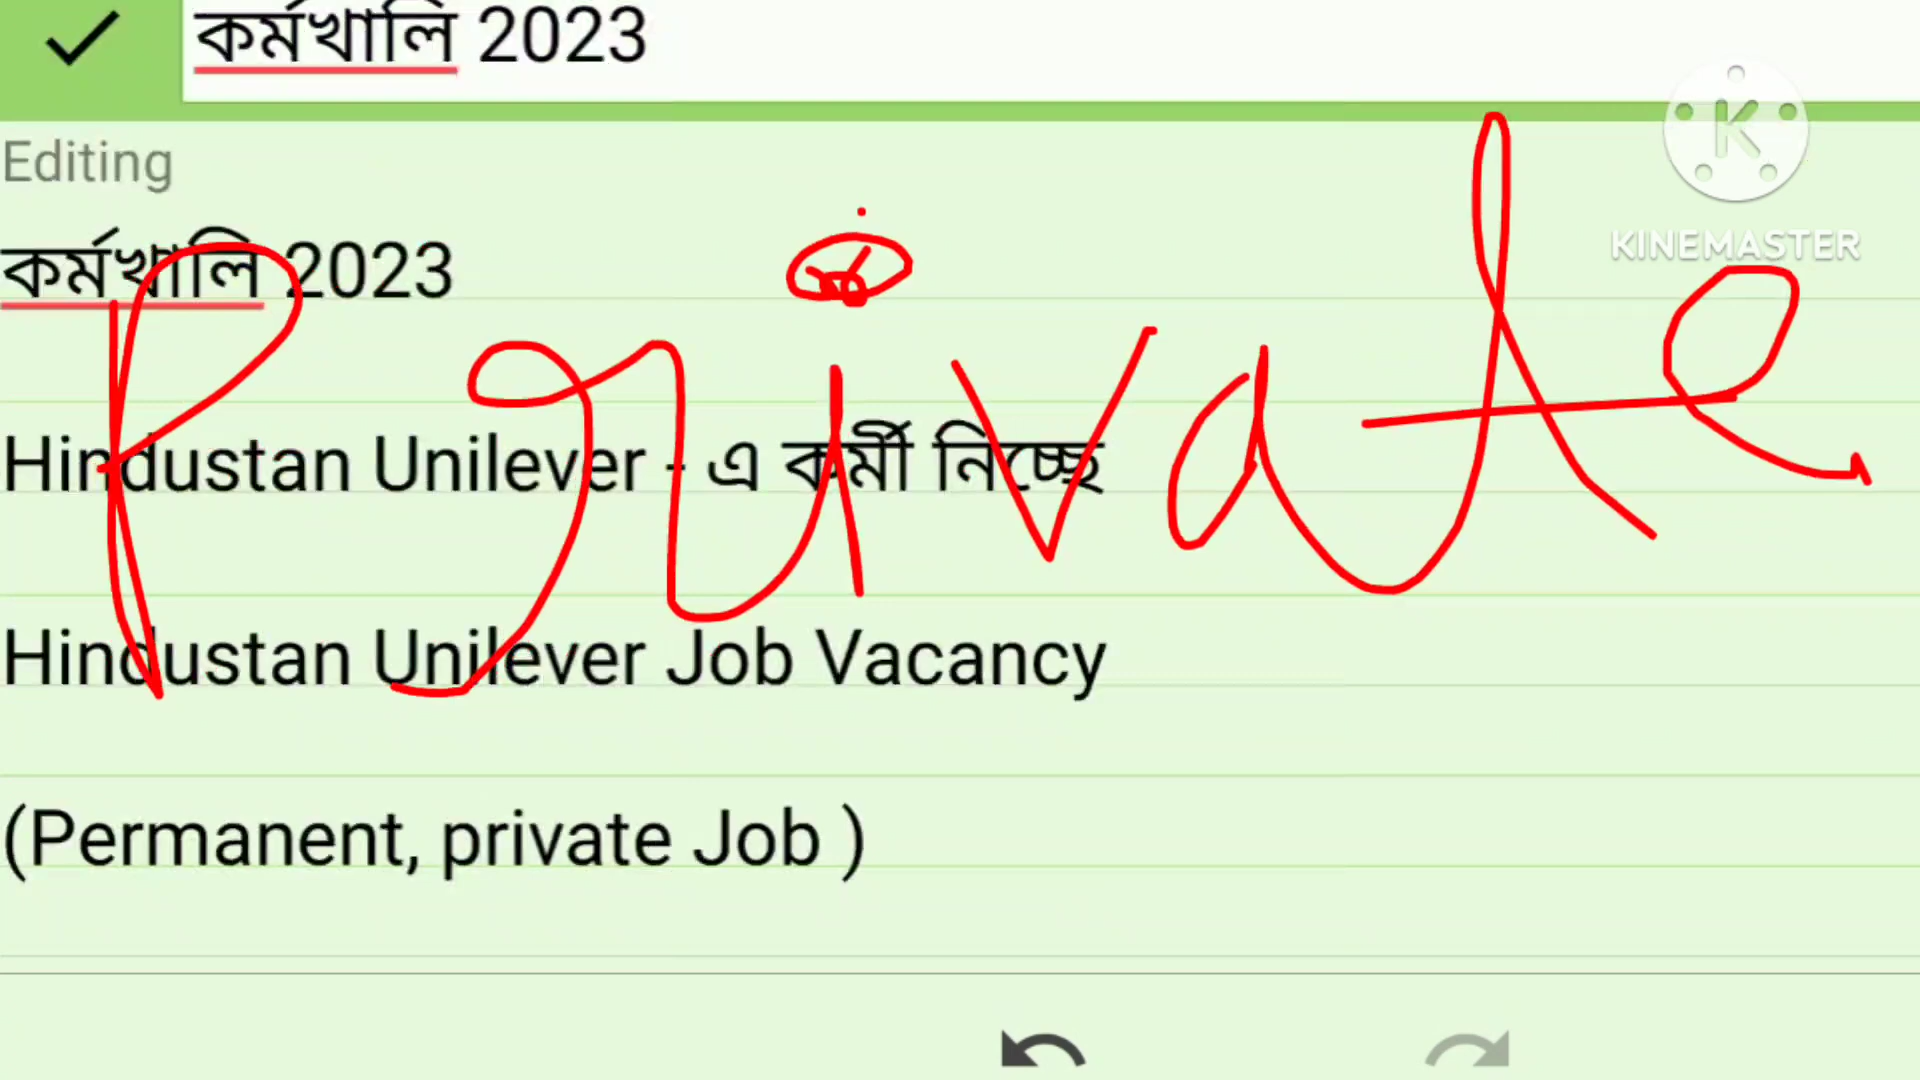 কর্মখালি 2023
KINEMASTER
Editing
কর্মখালি 2023
Private
Hindustan Unilever - এ কর্মী নিচ্ছে
Hindustan Unilever Job Vacancy
(Permanent, private Job )